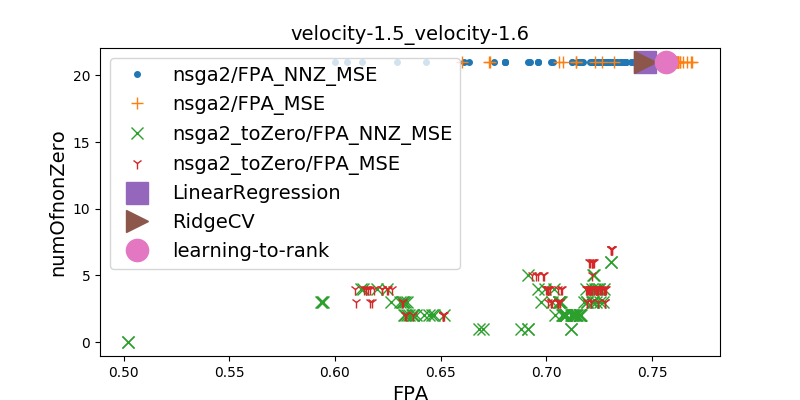 velocity-1.5_velocity-1.6
numOfnonZero
20
15
10
5
0
nsga2/FPA_NNZ_MSE
nsga2/FPA_MSE
nsga2_toZero/FPA_NNZ_MSE
nsga2_toZero/FPA_MSE
LinearRegression
RidgeCV
learning-to-rank
0.50 0.55 0.60 0.65 0.70 0.75
FPA